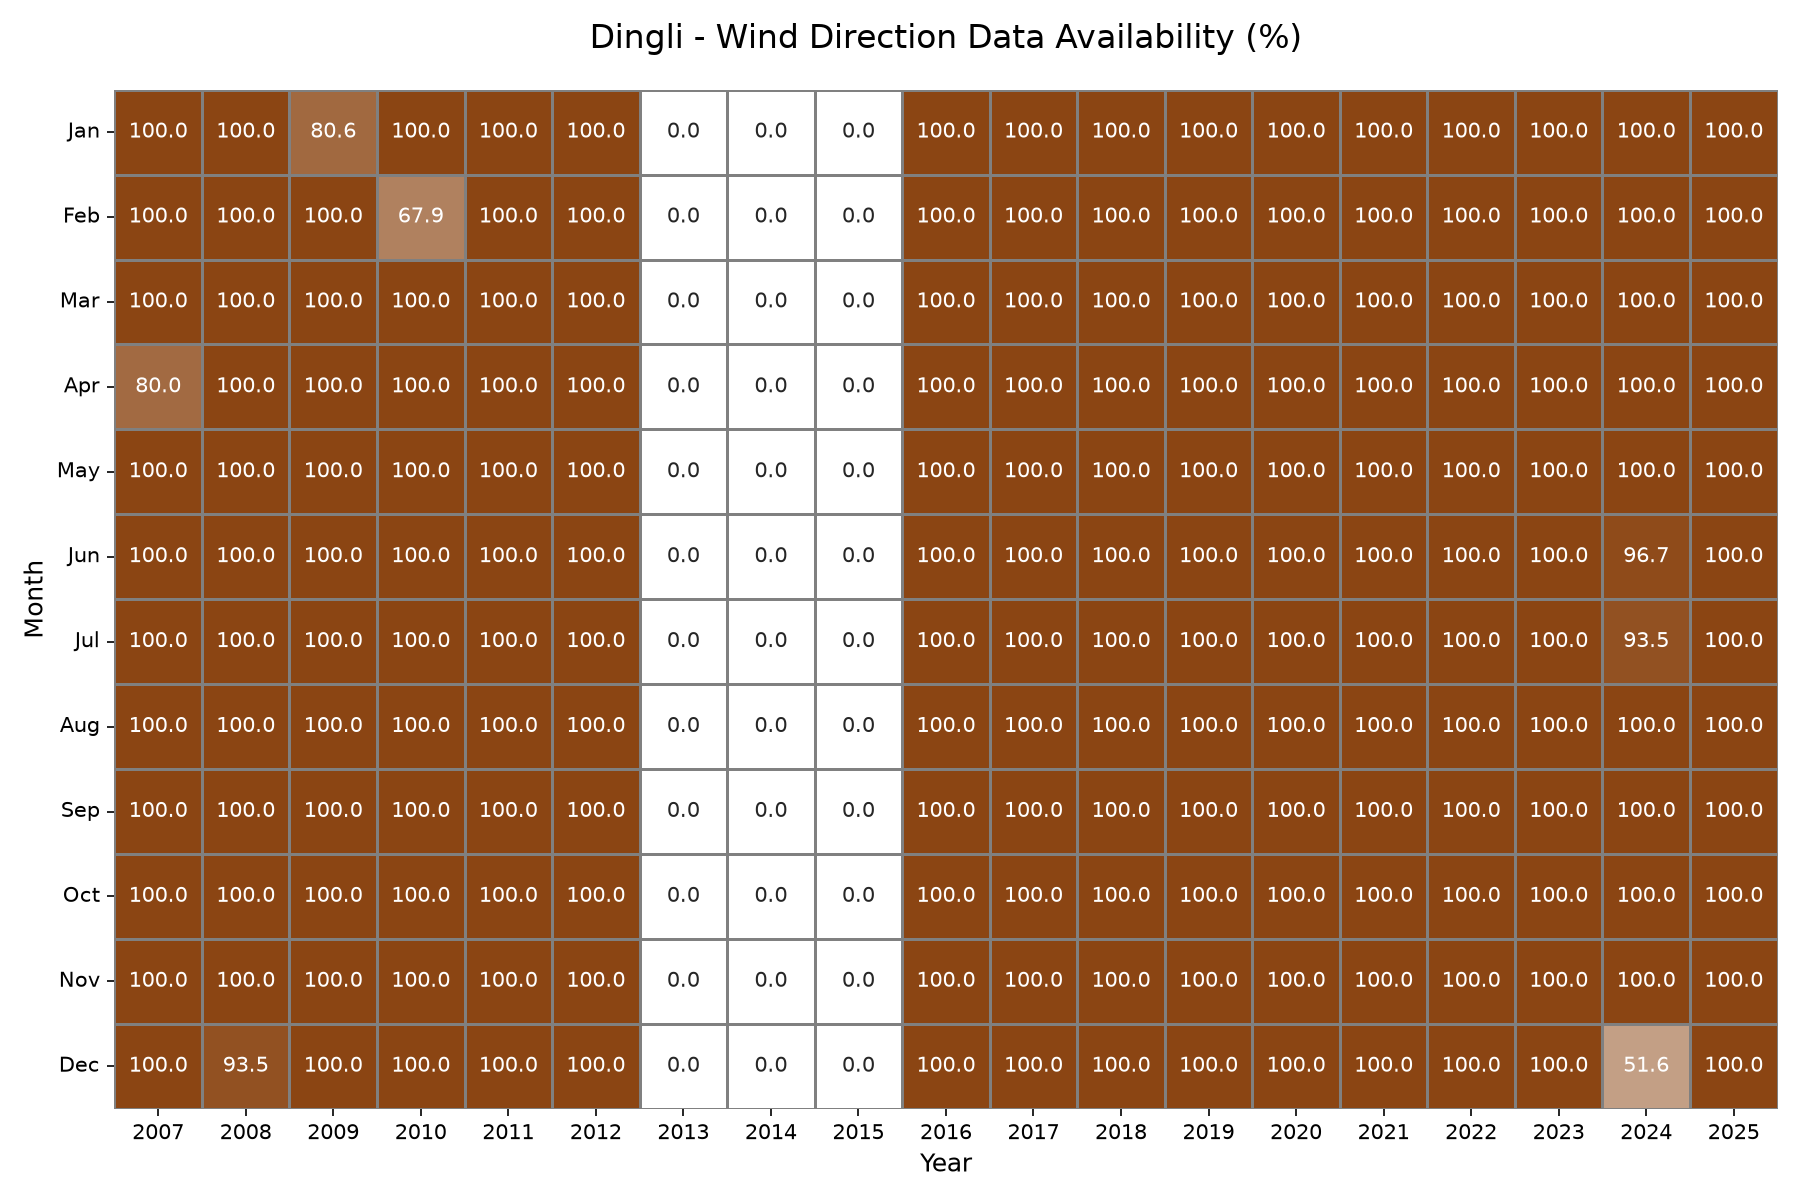 Dingli - Wind Direction Data Availability (%)
Month
Jan 100.0 100.0 80.6 100.0 100.0 100.0 0.0 0.0 0.0 100.0 100.0 100.0 100.0 100.0 100.0 100.0 100.0 100.0 100.0
Feb 100.0 100.0 100.0 67.9 100.0 100.0 0.0 0.0 0.0 100.0 100.0 100.0 100.0 100.0 100.0 100.0 100.0 100.0 100.0
Mar 100.0 100.0 100.0 100.0 100.0 100.0 0.0 0.0 0.0 100.0 100.0 100.0 100.0 100.0 100.0 100.0 100.0 100.0 100.0
Apr 80.0 100.0 100.0 100.0 100.0 100.0 0.0 0.0 0.0 100.0 100.0 100.0 100.0 100.0 100.0 100.0 100.0 100.0 100.0
May 100.0 100.0 100.0 100.0 100.0 100.0 0.0 0.0 0.0 100.0 100.0 100.0 100.0 100.0 100.0 100.0 100.0 100.0 100.0
Jun 100.0 100.0 100.0 100.0 100.0 100.0 0.0 0.0 0.0 100.0 100.0 100.0 100.0 100.0 100.0 100.0 100.0 96.7 100.0
Jul 100.0 100.0 100.0 100.0 100.0 100.0 0.0 0.0 0.0 100.0 100.0 100.0 100.0 100.0 100.0 100.0 100.0 93.5 100.0
Aug 100.0 100.0 100.0 100.0 100.0 100.0 0.0 0.0 0.0 100.0 100.0 100.0 100.0 100.0 100.0 100.0 100.0 100.0 100.0
Sep 100.0 100.0 100.0 100.0 100.0 100.0 0.0 0.0 0.0 100.0 100.0 100.0 100.0 100.0 100.0 100.0 100.0 100.0 100.0
Oct 100.0 100.0 100.0 100.0 100.0 100.0 0.0 0.0 0.0 100.0 100.0 100.0 100.0 100.0 100.0 100.0 100.0 100.0 100.0
Nov 100.0 100.0 100.0 100.0 100.0 100.0 0.0 0.0 0.0 100.0 100.0 100.0 100.0 100.0 100.0 100.0 100.0 100.0 100.0
Dec 100.0 93.5 100.0 100.0 100.0 100.0 0.0 0.0 0.0 100.0 100.0 100.0 100.0 100.0 100.0 100.0 100.0 51.6 100.0
2007 2008 2009 2010 2011 2012 2013 2014 2015 2016 2017 2018 2019 2020 2021 2022 2023 2024 2025
Year